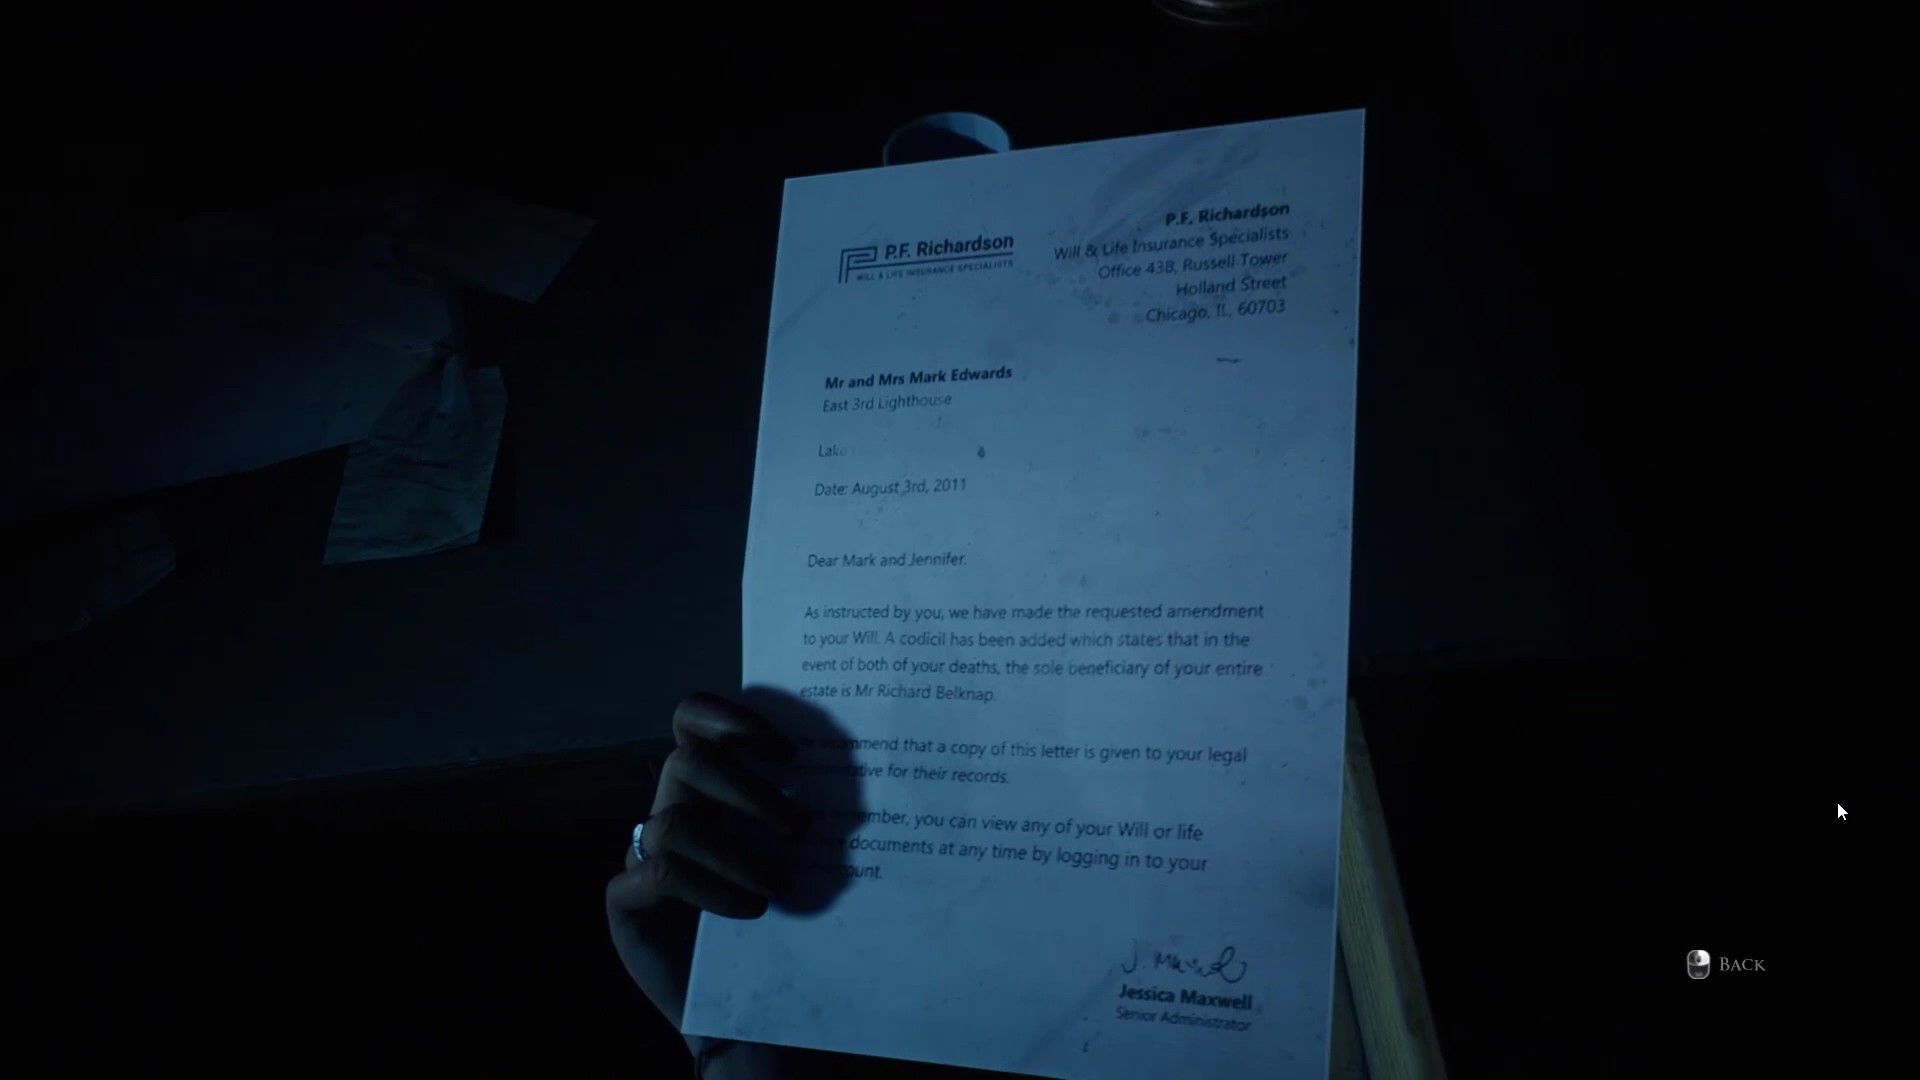 P.F. Richardson
WILL & LIFE INSURANCE SPECIALISTS
P.F. Richardson
Will & Life Insurance Specialists
Office 43B, Russell Tower
Holland Street
Chicago, IL, 60703
Mr and Mrs Mark Edwards
East 3rd Lighthouse
Lake
Date: August 3rd, 2011
Dear Mark and Jennifer,
As instructed by you, we have made the requested amendment
to your Will. A codicil has been added which states that in the
event of both of your deaths, the sole beneficiary of your entire
estate is Mr Richard Belknap.
that a copy of this letter is given to your legal
for their records.
you can view any of your Will or life
documents at any time by logging in to your
J Maxwell
Jessica Maxwell
Senior Administrator
BACK